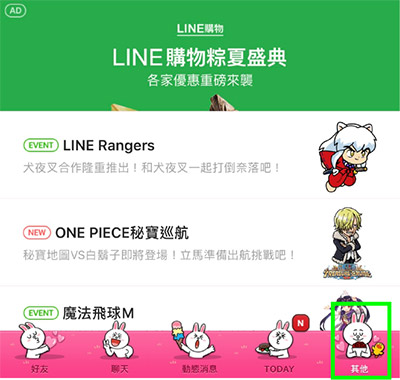 AD
LINE購物
LINE購物粽夏盛典
各家優惠重磅來襲
EVENT LINE Rangers
犬夜叉合作隆重推出！和犬夜叉一起打倒奈落吧！
NEW ONE PIECE秘寶巡航
秘寶地圖VS白鬍子即將登場！立馬準備出航挑戰吧！
EVENT 魔法飛球M
N
好友 聊天 動態消息 TODAY 其他